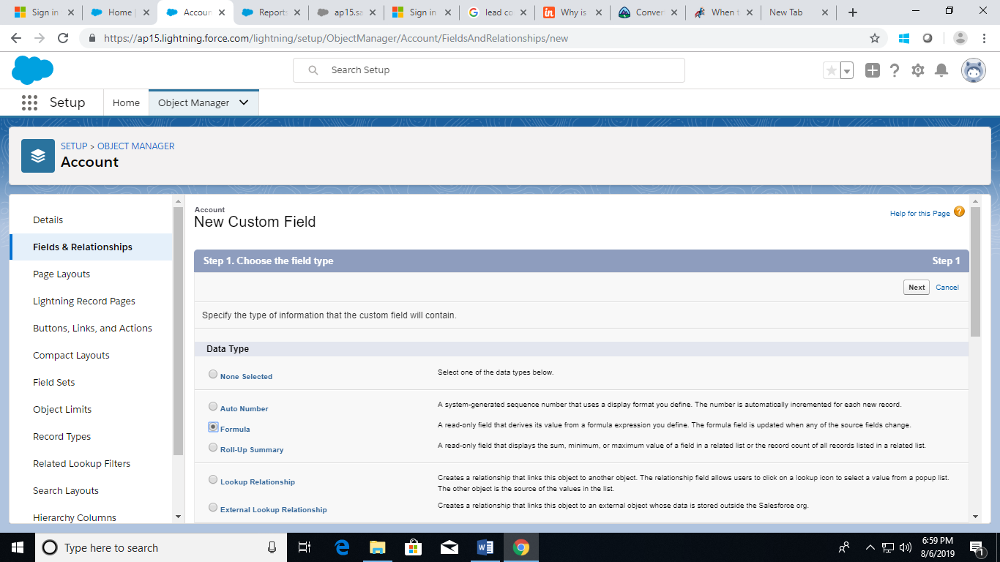 Sign in
Home |
Accoun
Reports
ap15.sa
Sign in
lead co
Why is
Conver
When t
New Tab
https://ap15.lightning.force.com/lightning/setup/ObjectManager/Account/FieldsAndRelationships/new
Search Setup
Setup
Home
Object Manager
SETUP > OBJECT MANAGER
Account
Details
Fields & Relationships
Page Layouts
Lightning Record Pages
Buttons, Links, and Actions
Compact Layouts
Field Sets
Object Limits
Record Types
Related Lookup Filters
Search Layouts
Hierarchy Columns
Account
New Custom Field
Help for this Page
Step 1. Choose the field type
Step 1
Next
Cancel
Specify the type of information that the custom field will contain.
Data Type
None Selected
Select one of the data types below.
Auto Number
A system-generated sequence number that uses a display format you define. The number is automatically incremented for each new record.
Formula
A read-only field that derives its value from a formula expression you define. The formula field is updated when any of the source fields change.
Roll-Up Summary
A read-only field that displays the sum, minimum, or maximum value of a field in a related list or the record count of all records listed in a related list.
Lookup Relationship
Creates a relationship that links this object to another object. The relationship field allows users to click on a lookup icon to select a value from a popup list.
The other object is the source of the values in the list.
External Lookup Relationship
Creates a relationship that links this object to an external object whose data is stored outside the Salesforce org.
Type here to search
6:59 PM
8/6/2019
1